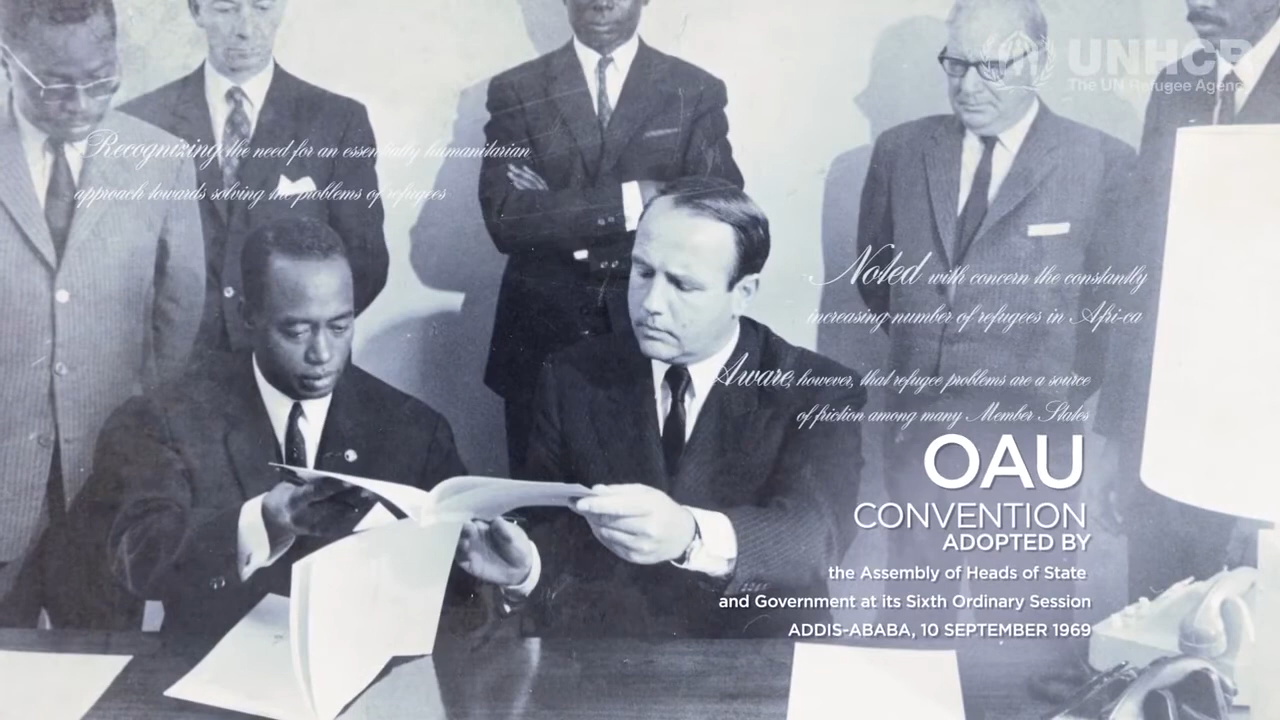 UNHCR
The UN Refugee Agency
Recognizing the need for an essentially humanitarian
approach towards solving the problems of refugees
Noted with concern the constantly
increasing number of refugees in Afri-ca
Aware, however, that refugee problems are a source
of friction among many Member States
OAU
CONVENTION
ADOPTED BY
the Assembly of Heads of State
and Government at its Sixth Ordinary Session
ADDIS-ABABA, 10 SEPTEMBER 1969